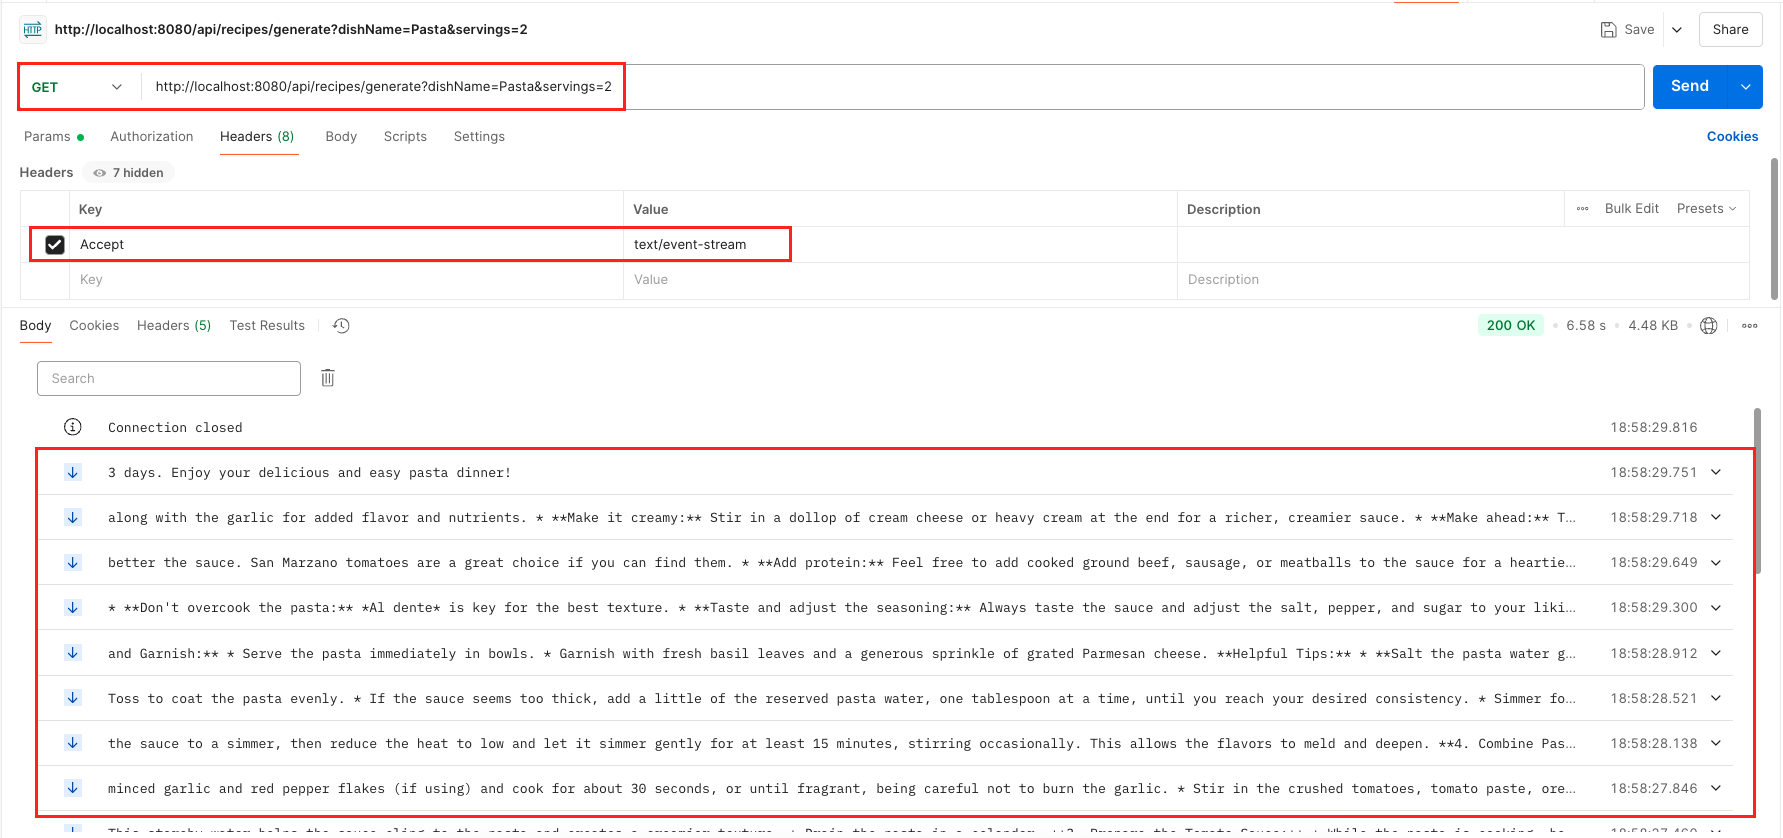 HTTP http://localhost:8080/api/recipes/generate?dishName=Pasta&servings=2 Save Share
GET http://localhost:8080/api/recipes/generate?dishName=Pasta&servings=2 Send
Params Authorization Headers (8) Body Scripts Settings Cookies
Headers 7 hidden
Key Value Description Bulk Edit Presets
Accept text/event-stream
Key Value Description
Body Cookies Headers (5) Test Results 200 OK 6.58 s 4.48 KB
Search
Connection closed 18:58:29.816
3 days. Enjoy your delicious and easy pasta dinner! 18:58:29.751
along with the garlic for added flavor and nutrients. * **Make it creamy:** Stir in a dollop of cream cheese or heavy cream at the end for a richer, creamier sauce. * **Make ahead:** T... 18:58:29.718
better the sauce. San Marzano tomatoes are a great choice if you can find them. * **Add protein:** Feel free to add cooked ground beef, sausage, or meatballs to the sauce for a heartie... 18:58:29.649
* **Don't overcook the pasta:** *Al dente* is key for the best texture. * **Taste and adjust the seasoning:** Always taste the sauce and adjust the salt, pepper, and sugar to your liki... 18:58:29.300
and Garnish:** * Serve the pasta immediately in bowls. * Garnish with fresh basil leaves and a generous sprinkle of grated Parmesan cheese. **Helpful Tips:** * **Salt the pasta water g... 18:58:28.912
Toss to coat the pasta evenly. * If the sauce seems too thick, add a little of the reserved pasta water, one tablespoon at a time, until you reach your desired consistency. * Simmer fo... 18:58:28.521
the sauce to a simmer, then reduce the heat to low and let it simmer gently for at least 15 minutes, stirring occasionally. This allows the flavors to meld and deepen. **4. Combine Pas... 18:58:28.138
minced garlic and red pepper flakes (if using) and cook for about 30 seconds, or until fragrant, being careful not to burn the garlic. * Stir in the crushed tomatoes, tomato paste, ore... 18:58:27.846